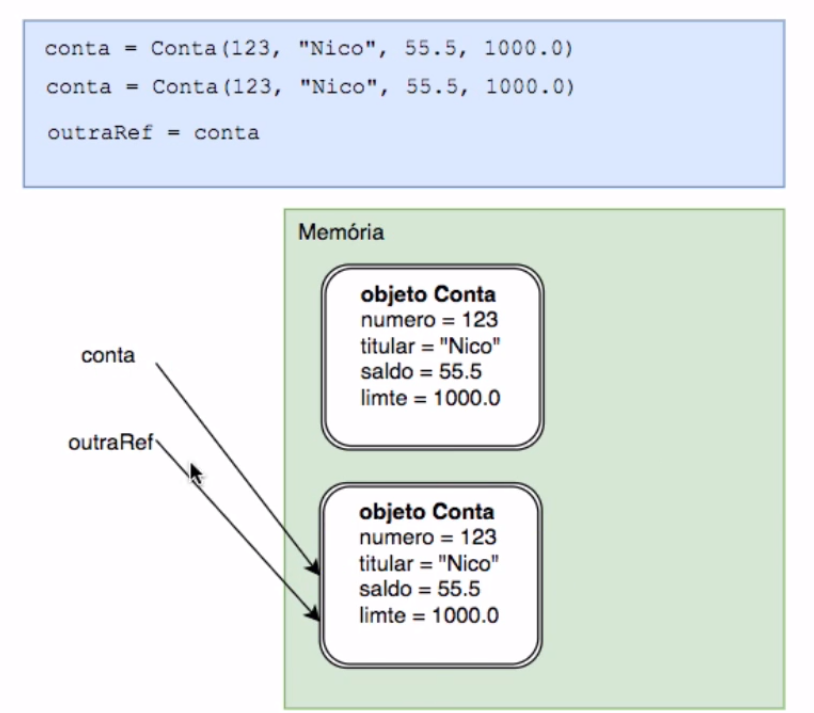 conta = Conta(123, "Nico", 55.5, 1000.0)
conta = Conta(123, "Nico", 55.5, 1000.0)
outraRef = conta
Memória
objeto Conta
numero = 123
titular = "Nico"
saldo = 55.5
limte = 1000.0
conta
outraRef
objeto Conta
numero = 123
titular = "Nico"
saldo = 55.5
limte = 1000.0